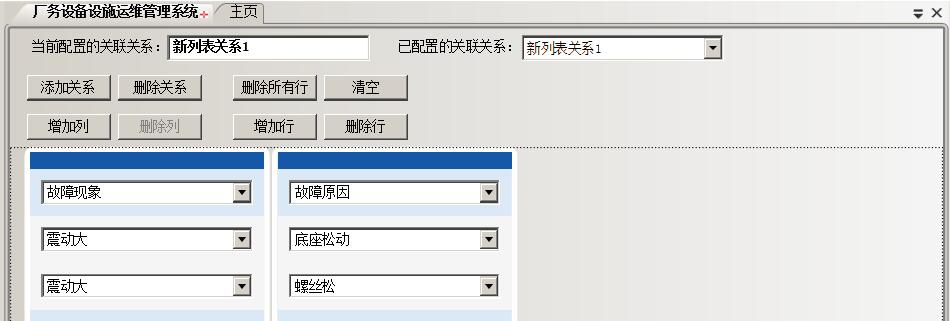 厂务设备设施运维管理系统 主页
当前配置的关联关系：新列表关系1 已配置的关联关系：新列表关系1
添加关系 删除关系 删除所有行 清空
增加列 删除列 增加行 删除行
故障现象 故障原因
震动大 底座松动
震动大 螺丝松